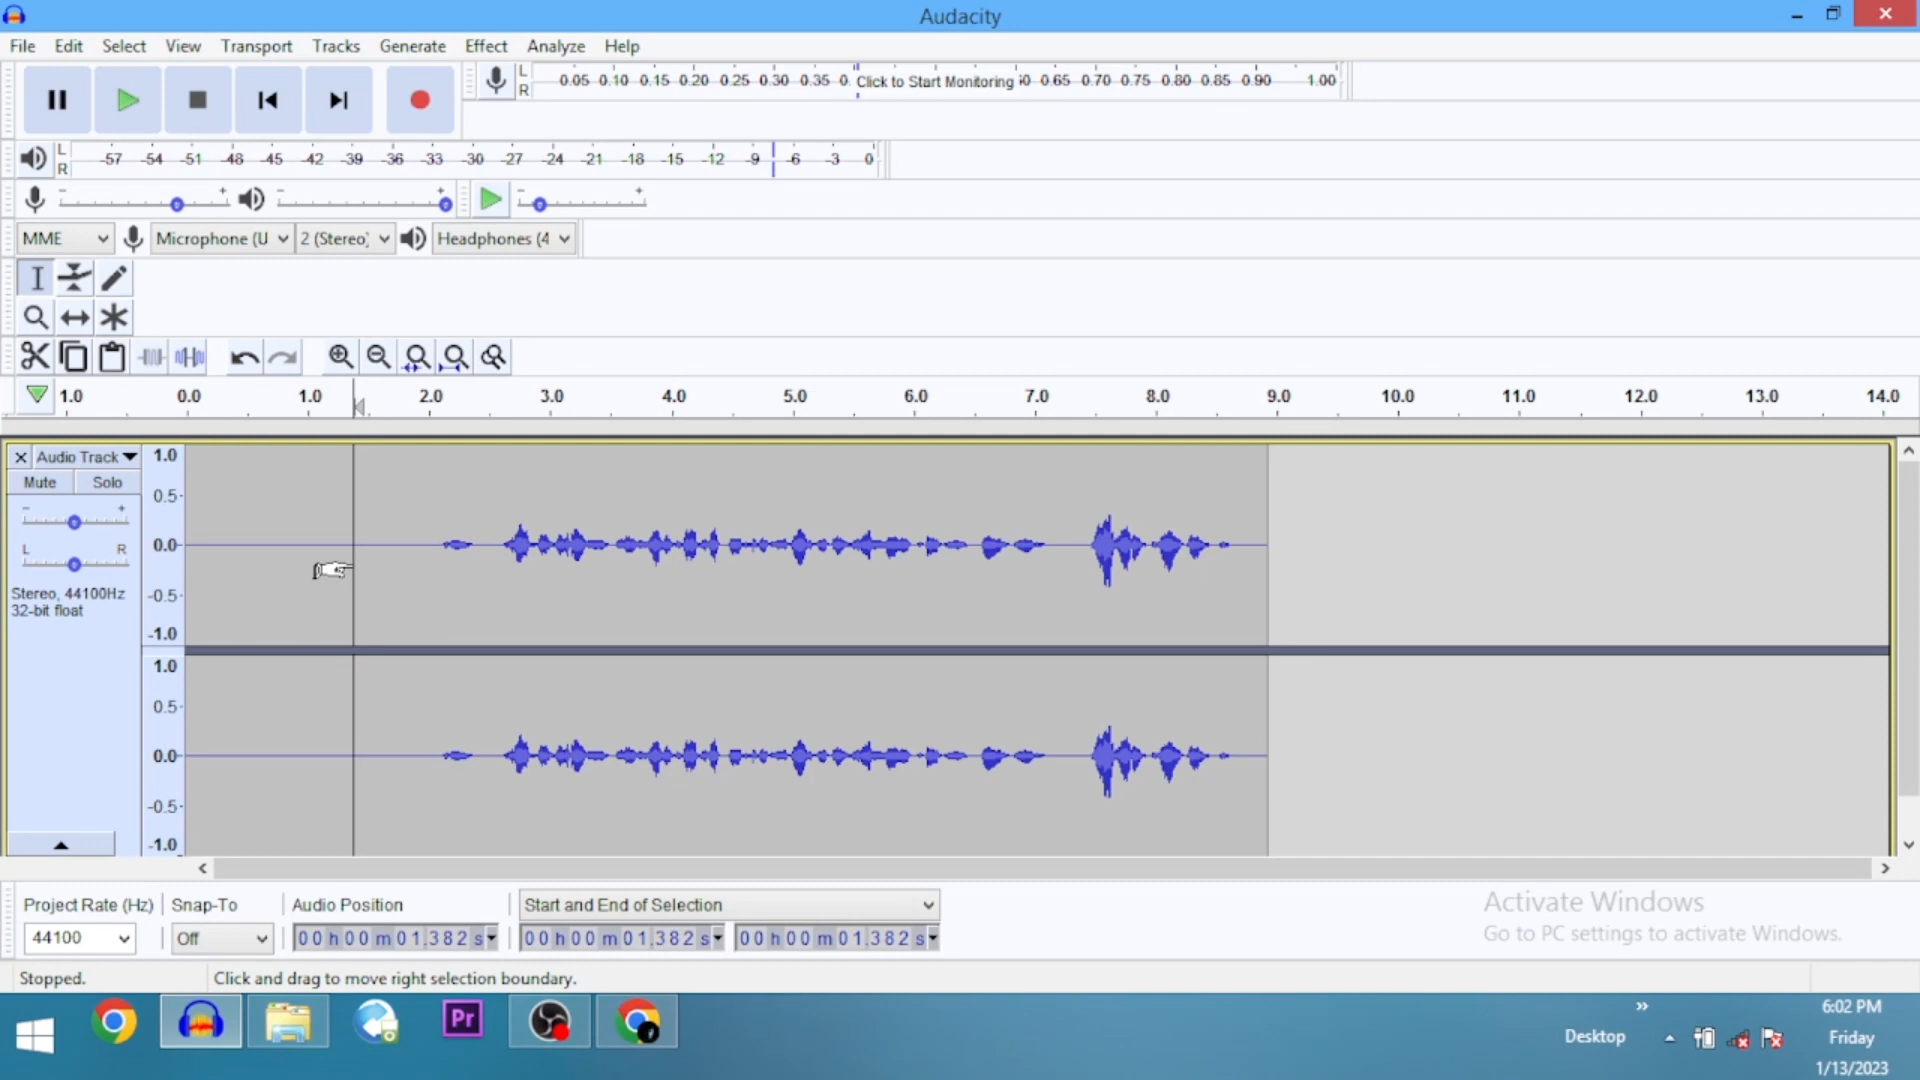 Audacity
File Edit Select View Transport Tracks Generate Effect Analyze Help
L
R
0.05 0.10 0.15 0.20 0.25 0.30 0.35 0. Click to Start Monitoring 0.65 0.70 0.75 0.80 0.85 0.90 1.00
L
R
-57 -54 -51 -48 -45 -42 -39 -36 -33 -30 -27 -24 -21 -18 -15 -12 -9 -6 -3 0
- + - + - +
MME Microphone (U 2 (Stereo) Headphones (4
1.0 0.0 1.0 2.0 3.0 4.0 5.0 6.0 7.0 8.0 9.0 10.0 11.0 12.0 13.0 14.0
× Audio Track 1.0
Mute Solo
- + 0.5
L R 0.0
Stereo, 44100Hz
32-bit float
-0.5
-1.0
1.0
0.5
0.0
-0.5
-1.0
Project Rate (Hz) Snap-To Audio Position Start and End of Selection
44100 Off 00 h 00 m 01.382 s 00 h 00 m 01.382 s 00 h 00 m 01.382 s
Activate Windows
Go to PC settings to activate Windows.
Stopped. Click and drag to move right selection boundary.
Pr
Desktop
6:02 PM
Friday
1/13/2023